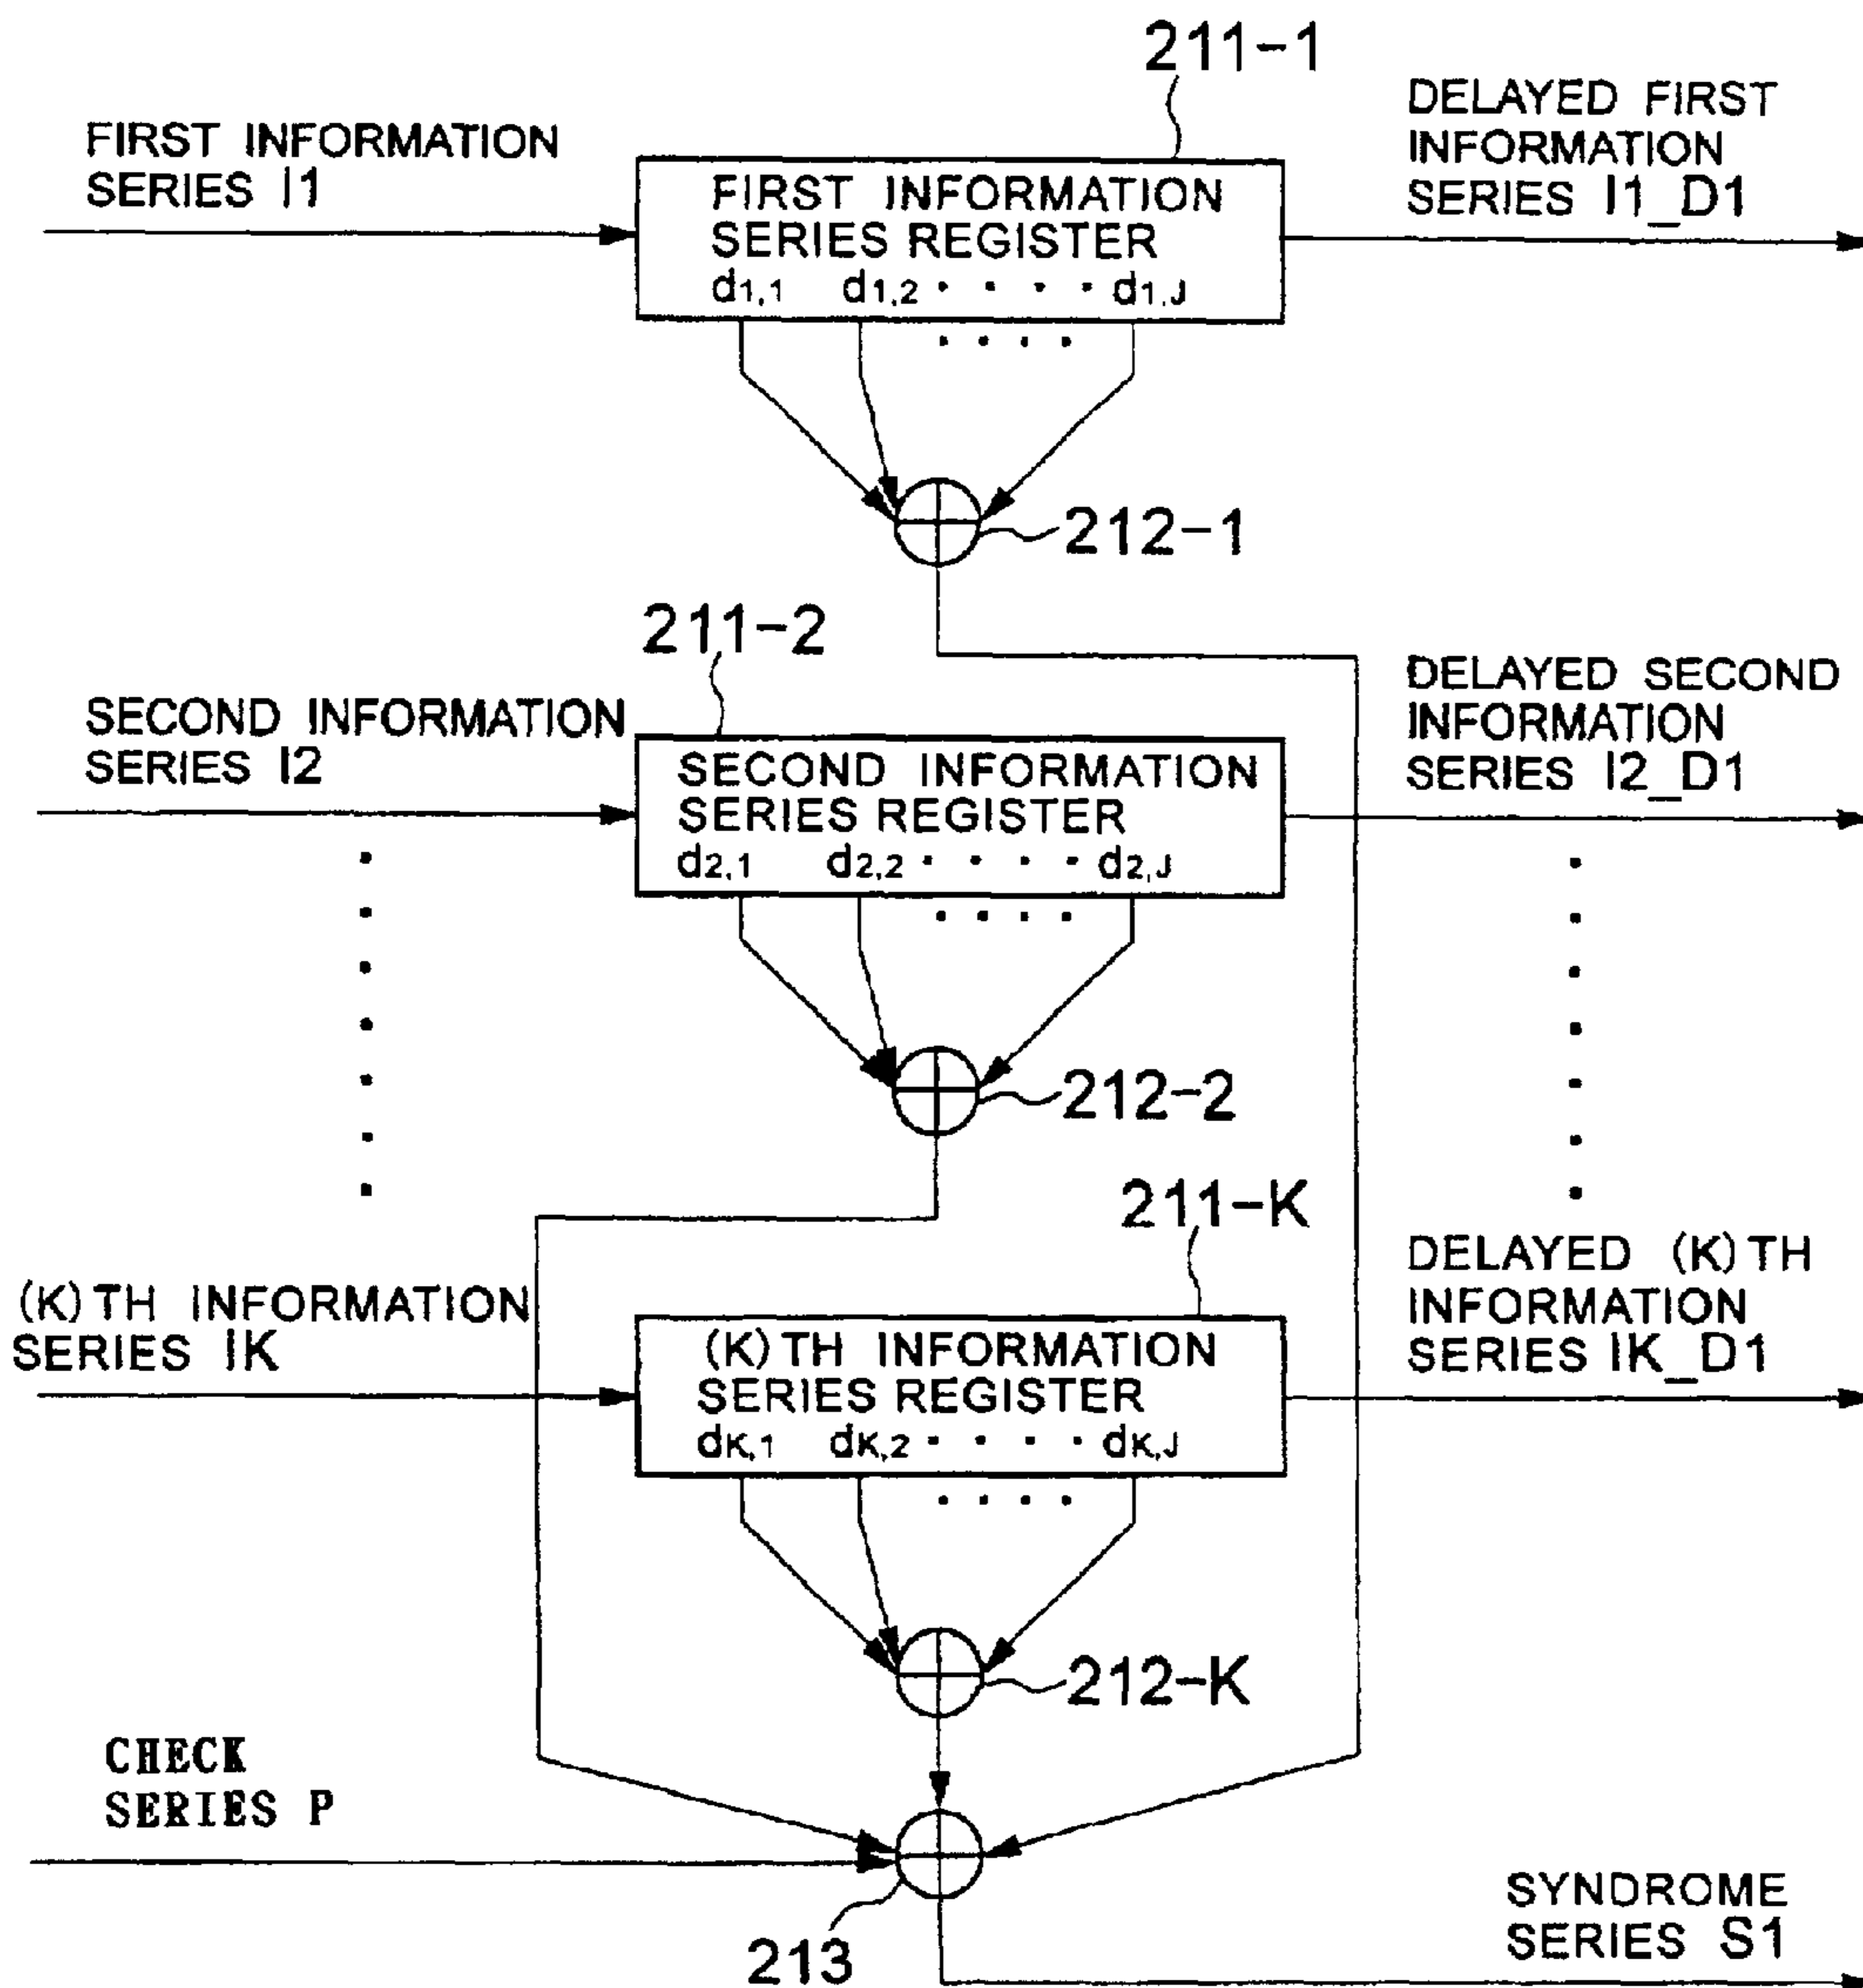 211-1
FIRST INFORMATION
SERIES I1
DELAYED FIRST
INFORMATION
SERIES I1_D1
FIRST INFORMATION
SERIES REGISTER
d1,1 d1,2 · · · · d1,J
· · · ·
212-1
211-2
SECOND INFORMATION
SERIES I2
DELAYED SECOND
INFORMATION
SERIES I2_D1
SECOND INFORMATION
SERIES REGISTER
d2,1 d2,2 · · · · d2,J
· · · ·
212-2
211-K
(K)TH INFORMATION
SERIES IK
DELAYED (K)TH
INFORMATION
SERIES IK_D1
(K)TH INFORMATION
SERIES REGISTER
dK,1 dK,2 · · · · dK,J
· · · ·
212-K
CHECK
SERIES P
213
SYNDROME
SERIES S1